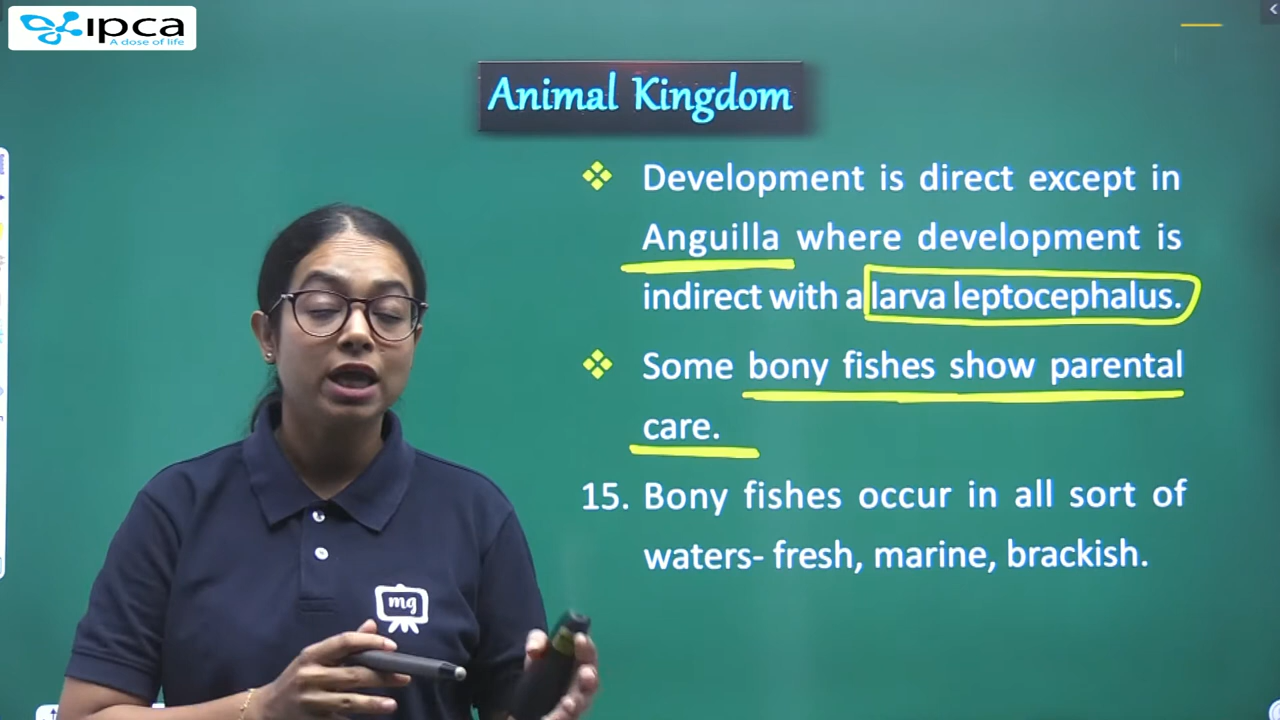 ipca
A dose of life
Animal Kingdom
Development is direct except in
Anguilla where development is
indirect with a larva leptocephalus.
Some bony fishes show parental
care.
15. Bony fishes occur in all sort of
waters- fresh, marine, brackish.
mg